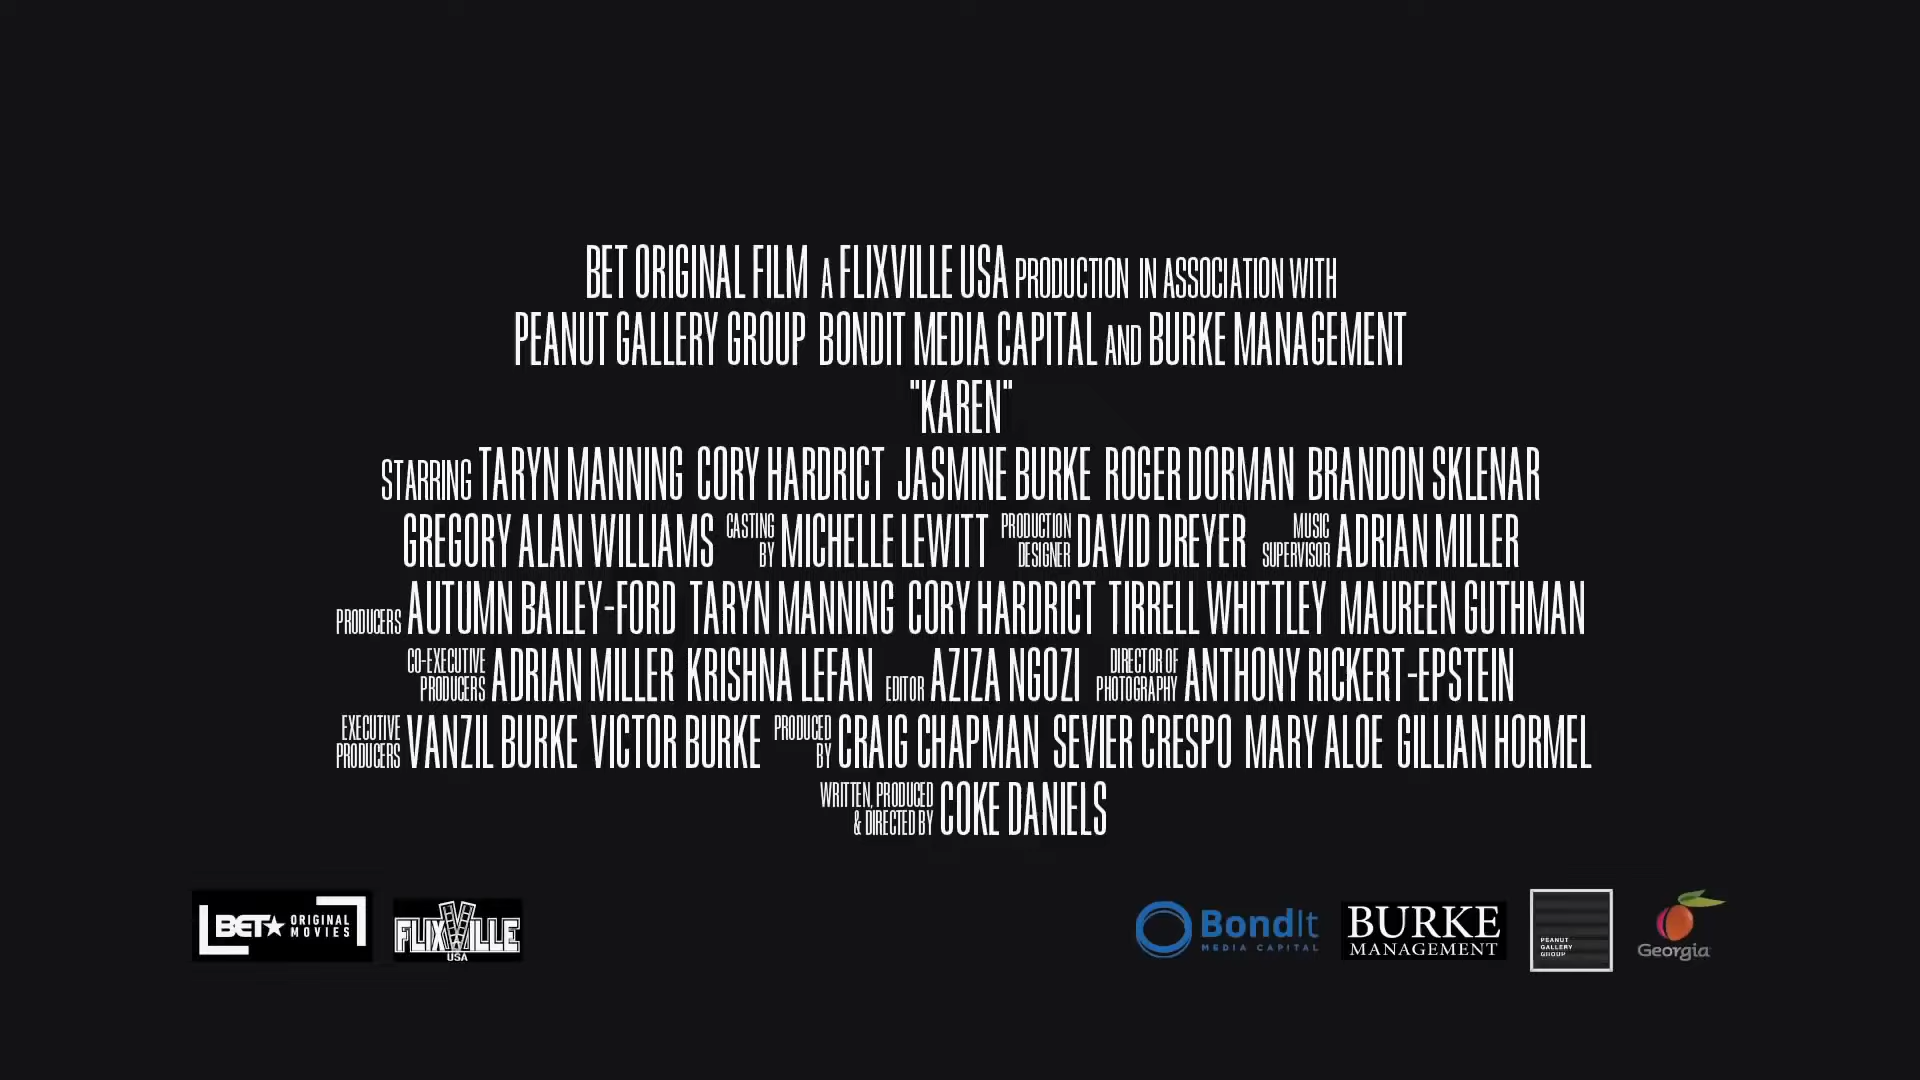 BET ORIGINAL FILM A FLIXVILLE USA PRODUCTION IN ASSOCIATION WITH
PEANUT GALLERY GROUP BONDIT MEDIA CAPITAL AND BURKE MANAGEMENT
"KAREN"
STARRING TARYN MANNING CORY HARDRICT JASMINE BURKE ROGER DORMAN BRANDON SKLENAR
GREGORY ALAN WILLIAMS CASTING BY MICHELLE LEWITT PRODUCTION DESIGNER DAVID DREYER MUSIC SUPERVISOR ADRIAN MILLER
PRODUCERS AUTUMN BAILEY-FORD TARYN MANNING CORY HARDRICT TIRRELL WHITTLEY MAUREEN GUTHMAN
CO-EXECUTIVE PRODUCERS ADRIAN MILLER KRISHNA LEFAN EDITOR AZIZA NGOZI DIRECTOR OF PHOTOGRAPHY ANTHONY RICKERT-EPSTEIN
EXECUTIVE PRODUCERS VANZIL BURKE VICTOR BURKE PRODUCED BY CRAIG CHAPMAN SEVIER CRESPO MARY ALOE GILLIAN HORMEL
WRITTEN, PRODUCED & DIRECTED BY COKE DANIELS
BET ORIGINAL MOVIES
FLIXVILLE USA
BondIt MEDIA CAPITAL
BURKE MANAGEMENT
PEANUT GALLERY GROUP
Georgia